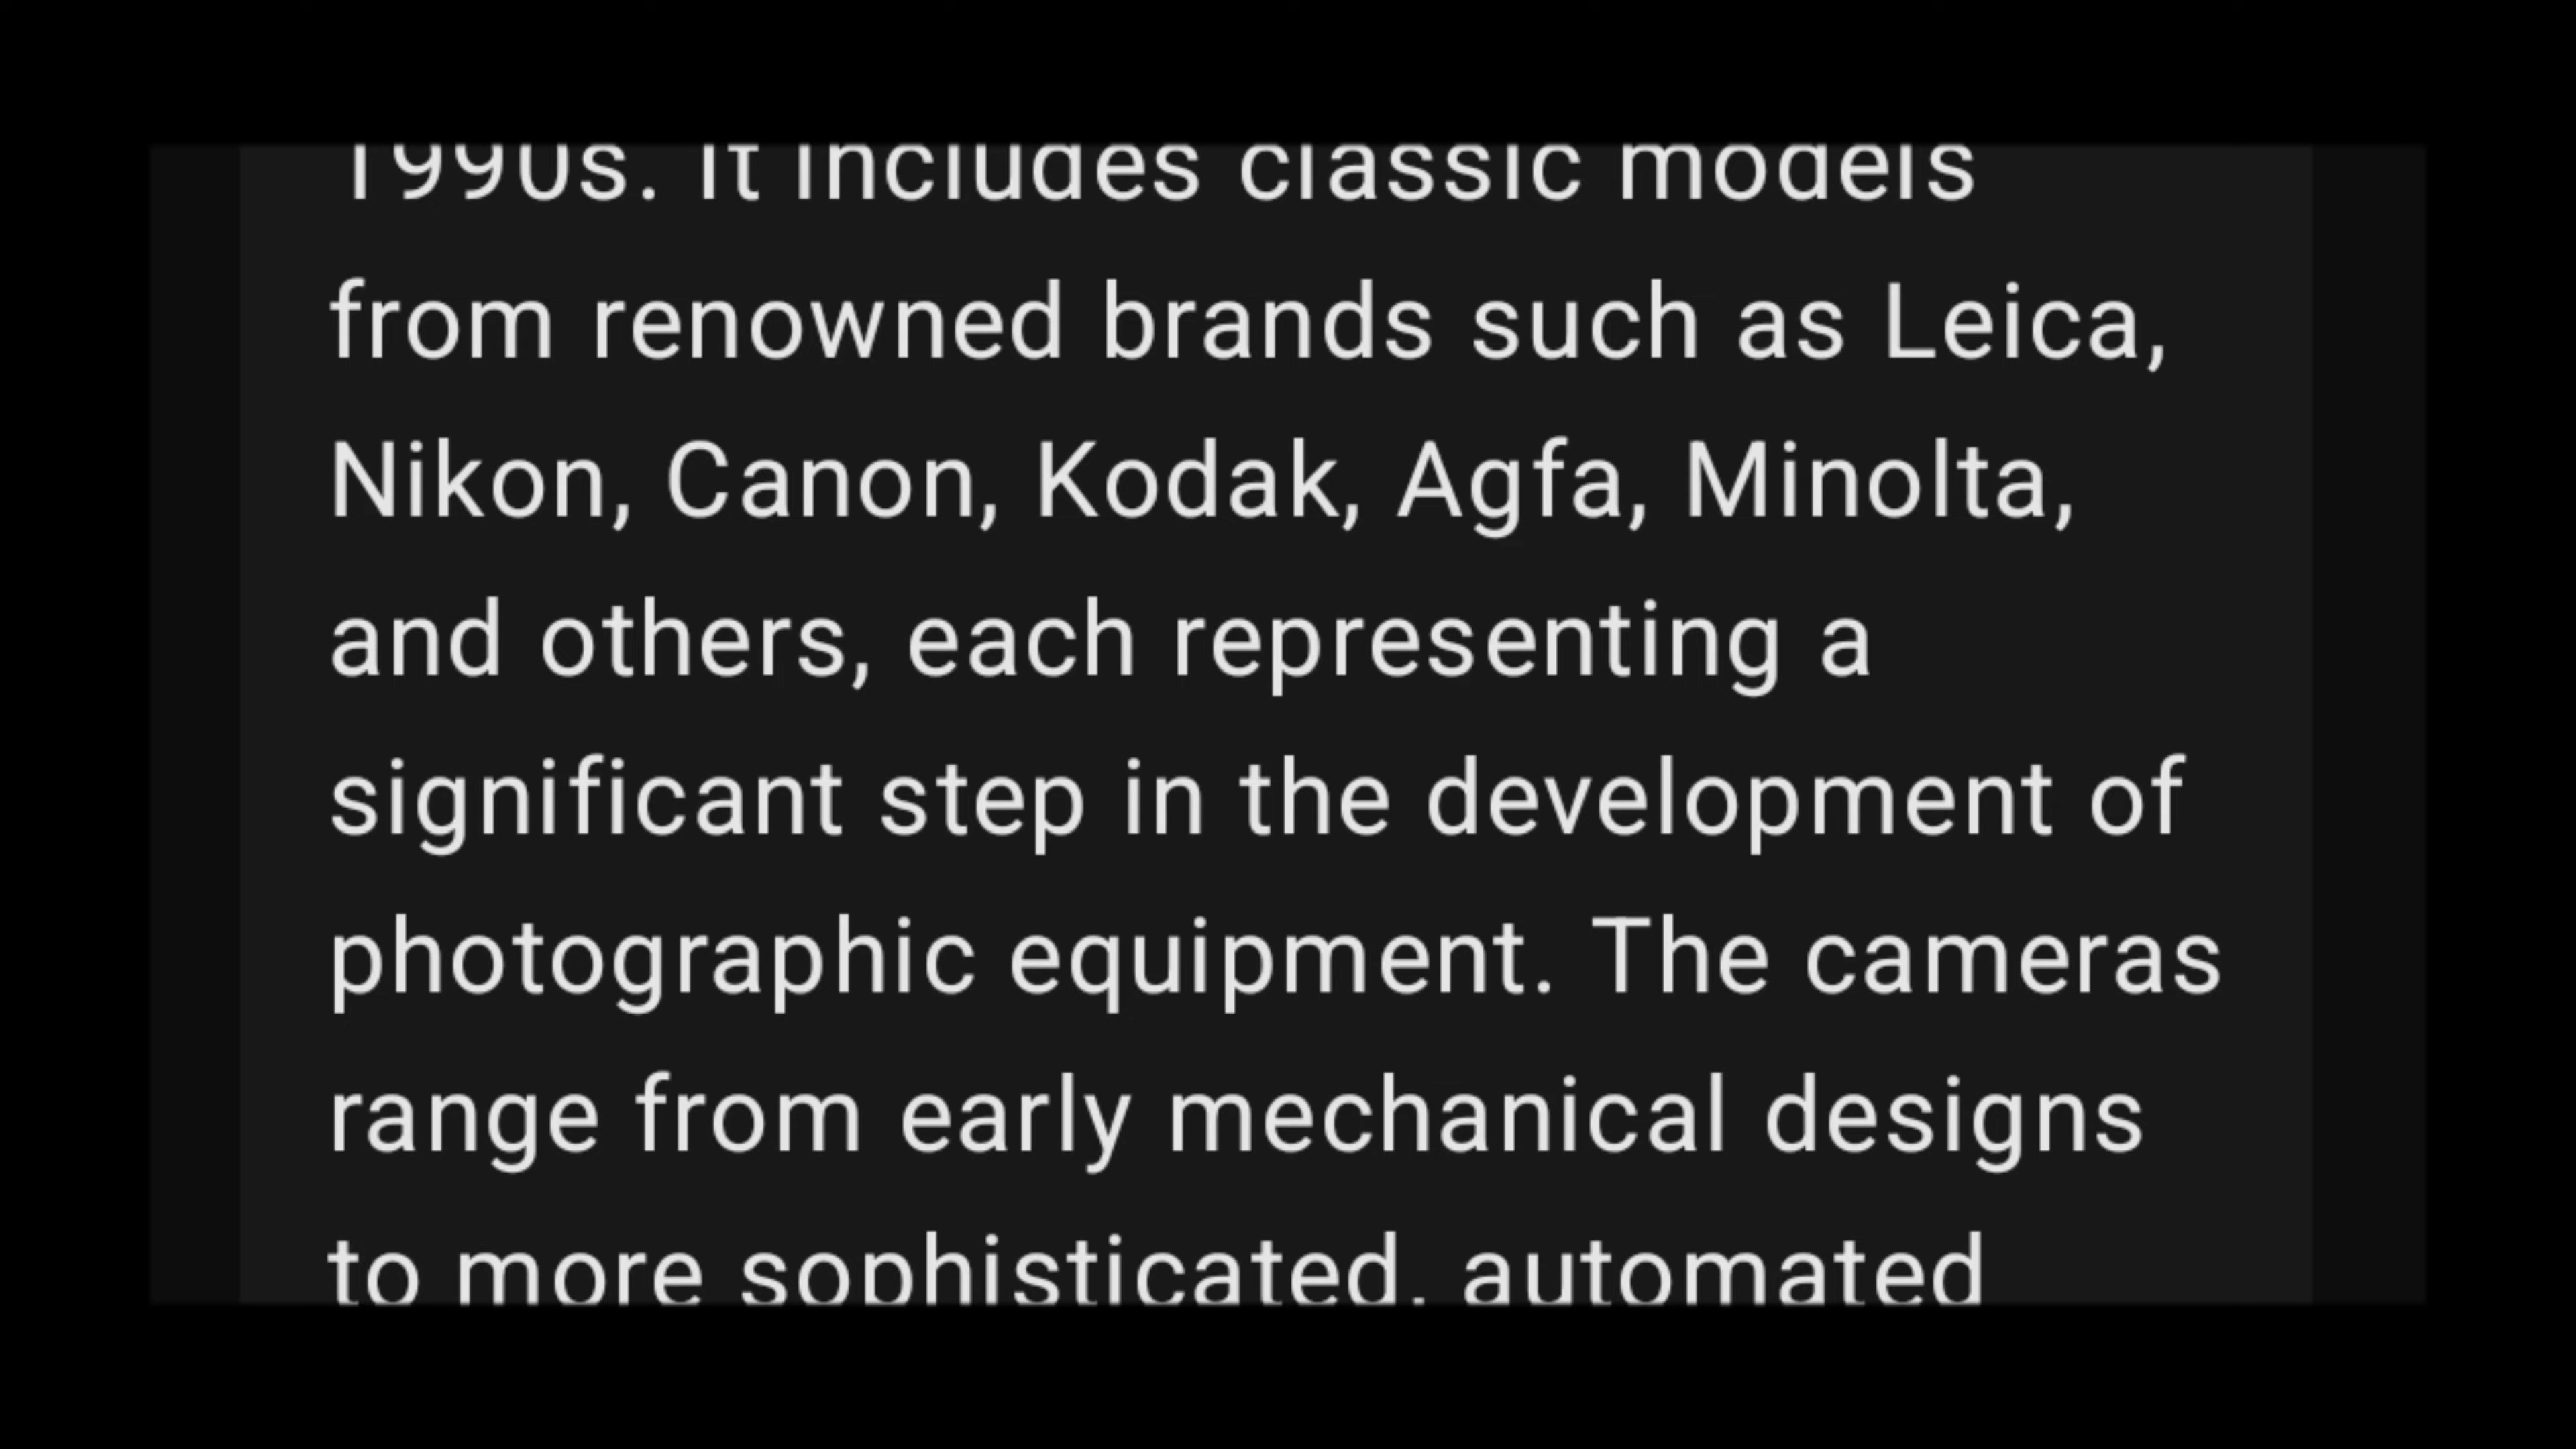 1990s. It includes classic models
from renowned brands such as Leica,
Nikon, Canon, Kodak, Agfa, Minolta,
and others, each representing a
significant step in the development of
photographic equipment. The cameras
range from early mechanical designs
to more sophisticated, automated